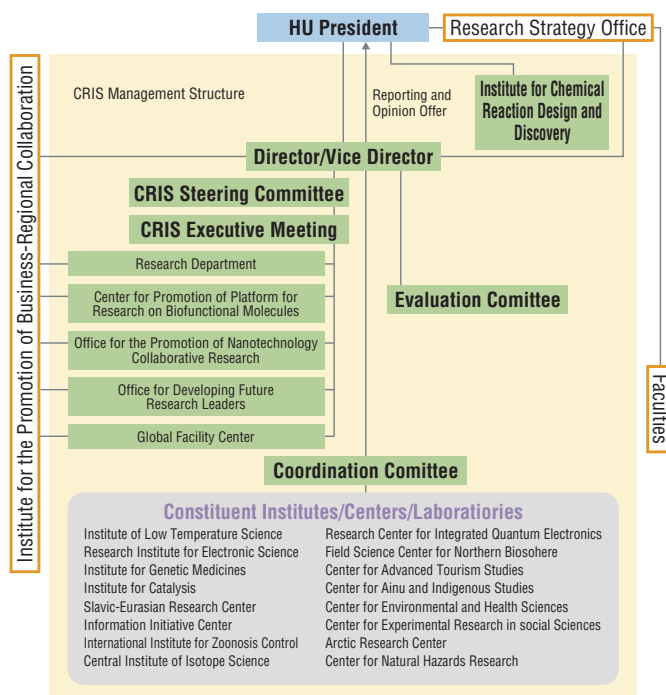 HU President
Research Strategy Office
Institute for the Promotion of Business-Regional Collaboration
CRIS Management Structure
Reporting and
Opinion Offer
Institute for Chemical
Reaction Design and
Discovery
Director/Vice Director
CRIS Steering Committee
CRIS Executive Meeting
Research Department
Center for Promotion of Platform for
Research on Biofunctional Molecules
Evaluation Comittee
Office for the Promotion of Nanotechnology
Collaborative Research
Office for Developing Future
Research Leaders
Faculties
Global Facility Center
Coordination Comittee
Constituent Institutes/Centers/Laboratiories
Institute of Low Temperature Science
Research Institute for Electronic Science
Institute for Genetic Medicines
Institute for Catalysis
Slavic-Eurasian Research Center
Information Initiative Center
International Institute for Zoonosis Control
Central Institute of Isotope Science
Research Center for Integrated Quantum Electronics
Field Science Center for Northern Biosohere
Center for Advanced Tourism Studies
Center for Ainu and Indigenous Studies
Center for Environmental and Health Sciences
Center for Experimental Research in social Sciences
Arctic Research Center
Center for Natural Hazards Research